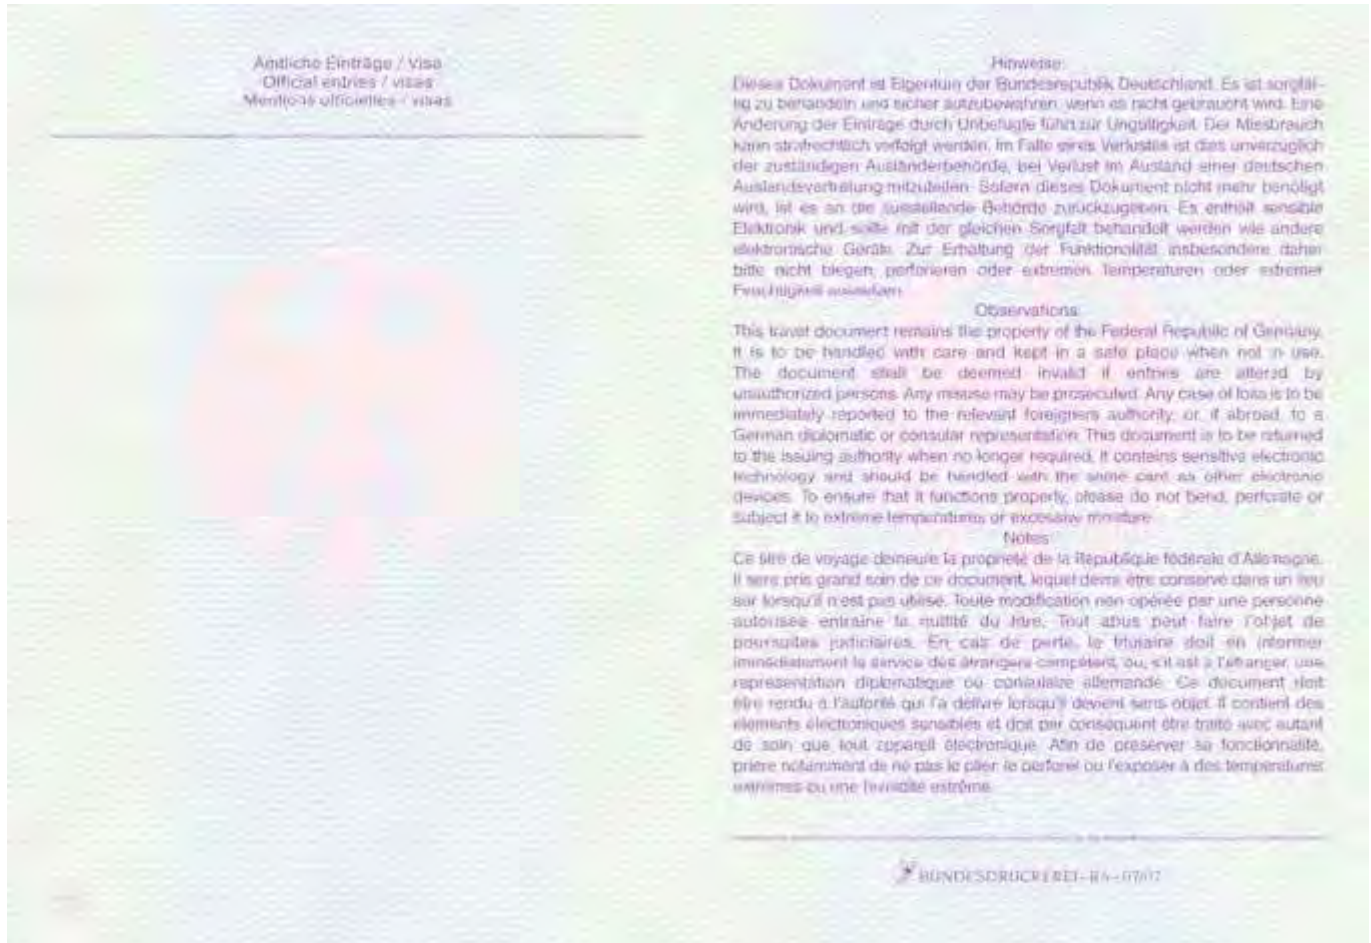 Amtliche Einträge / Visa
Official entries / visas
Mentions officielles / visas
Hinweise:
Dieses Dokument ist Eigentum der Bundesrepublik Deutschland. Es ist sorgfäl-
tig zu behandeln und sicher aufzubewahren, wenn es nicht gebraucht wird. Eine
Änderung der Einträge durch Unbefugte führt zur Ungültigkeit. Der Missbrauch
kann strafrechtlich verfolgt werden. Im Falle eines Verlustes ist dies unverzüglich
der zuständigen Ausländerbehörde, bei Verlust im Ausland einer deutschen
Auslandsvertretung mitzuteilen. Sofern dieses Dokument nicht mehr benötigt
wird, ist es an die ausstellende Behörde zurückzugeben. Es enthält sensible
Elektronik und sollte mit der gleichen Sorgfalt behandelt werden wie andere
elektronische Geräte. Zur Erhaltung der Funktionalität insbesondere daher
bitte nicht biegen, perforieren oder extremen Temperaturen oder extremer
Feuchtigkeit aussetzen.
Observations:
This travel document remains the property of the Federal Republic of Germany.
It is to be handled with care and kept in a safe place when not in use.
The document shall be deemed invalid if entries are altered by
unauthorized persons. Any misuse may be prosecuted. Any case of loss is to be
immediately reported to the relevant foreigners authority, or, if abroad, to a
German diplomatic or consular representation. This document is to be returned
to the issuing authority when no longer required. It contains sensitive electronic
technology and should be handled with the same care as other electronic
devices. To ensure that it functions properly, please do not bend, perforate or
subject it to extreme temperatures or excessive moisture.
Notes:
Ce titre de voyage demeure la propriété de la République fédérale d'Allemagne.
Il sera pris grand soin de ce document, lequel devra être conservé dans un lieu
sûr lorsqu'il n'est pas utilisé. Toute modification non opérée par une personne
autorisée entraîne la nullité du titre. Tout abus peut faire l'objet de
poursuites judiciaires. En cas de perte, le titulaire doit en informer
immédiatement le service des étrangers compétent, ou, s'il est à l'étranger, une
représentation diplomatique ou consulaire allemande. Ce document doit
être rendu à l'autorité qui l'a délivré lorsqu'il devient sans objet. Il contient des
éléments électroniques sensibles et doit par conséquent être traité avec autant
de soin que tout appareil électronique. Afin de préserver sa fonctionnalité,
prière notamment de ne pas le plier, le perforer ou l'exposer à des températures
extrêmes ou une humidité extrême.
BUNDESDRUCKEREI - RA - 07/07